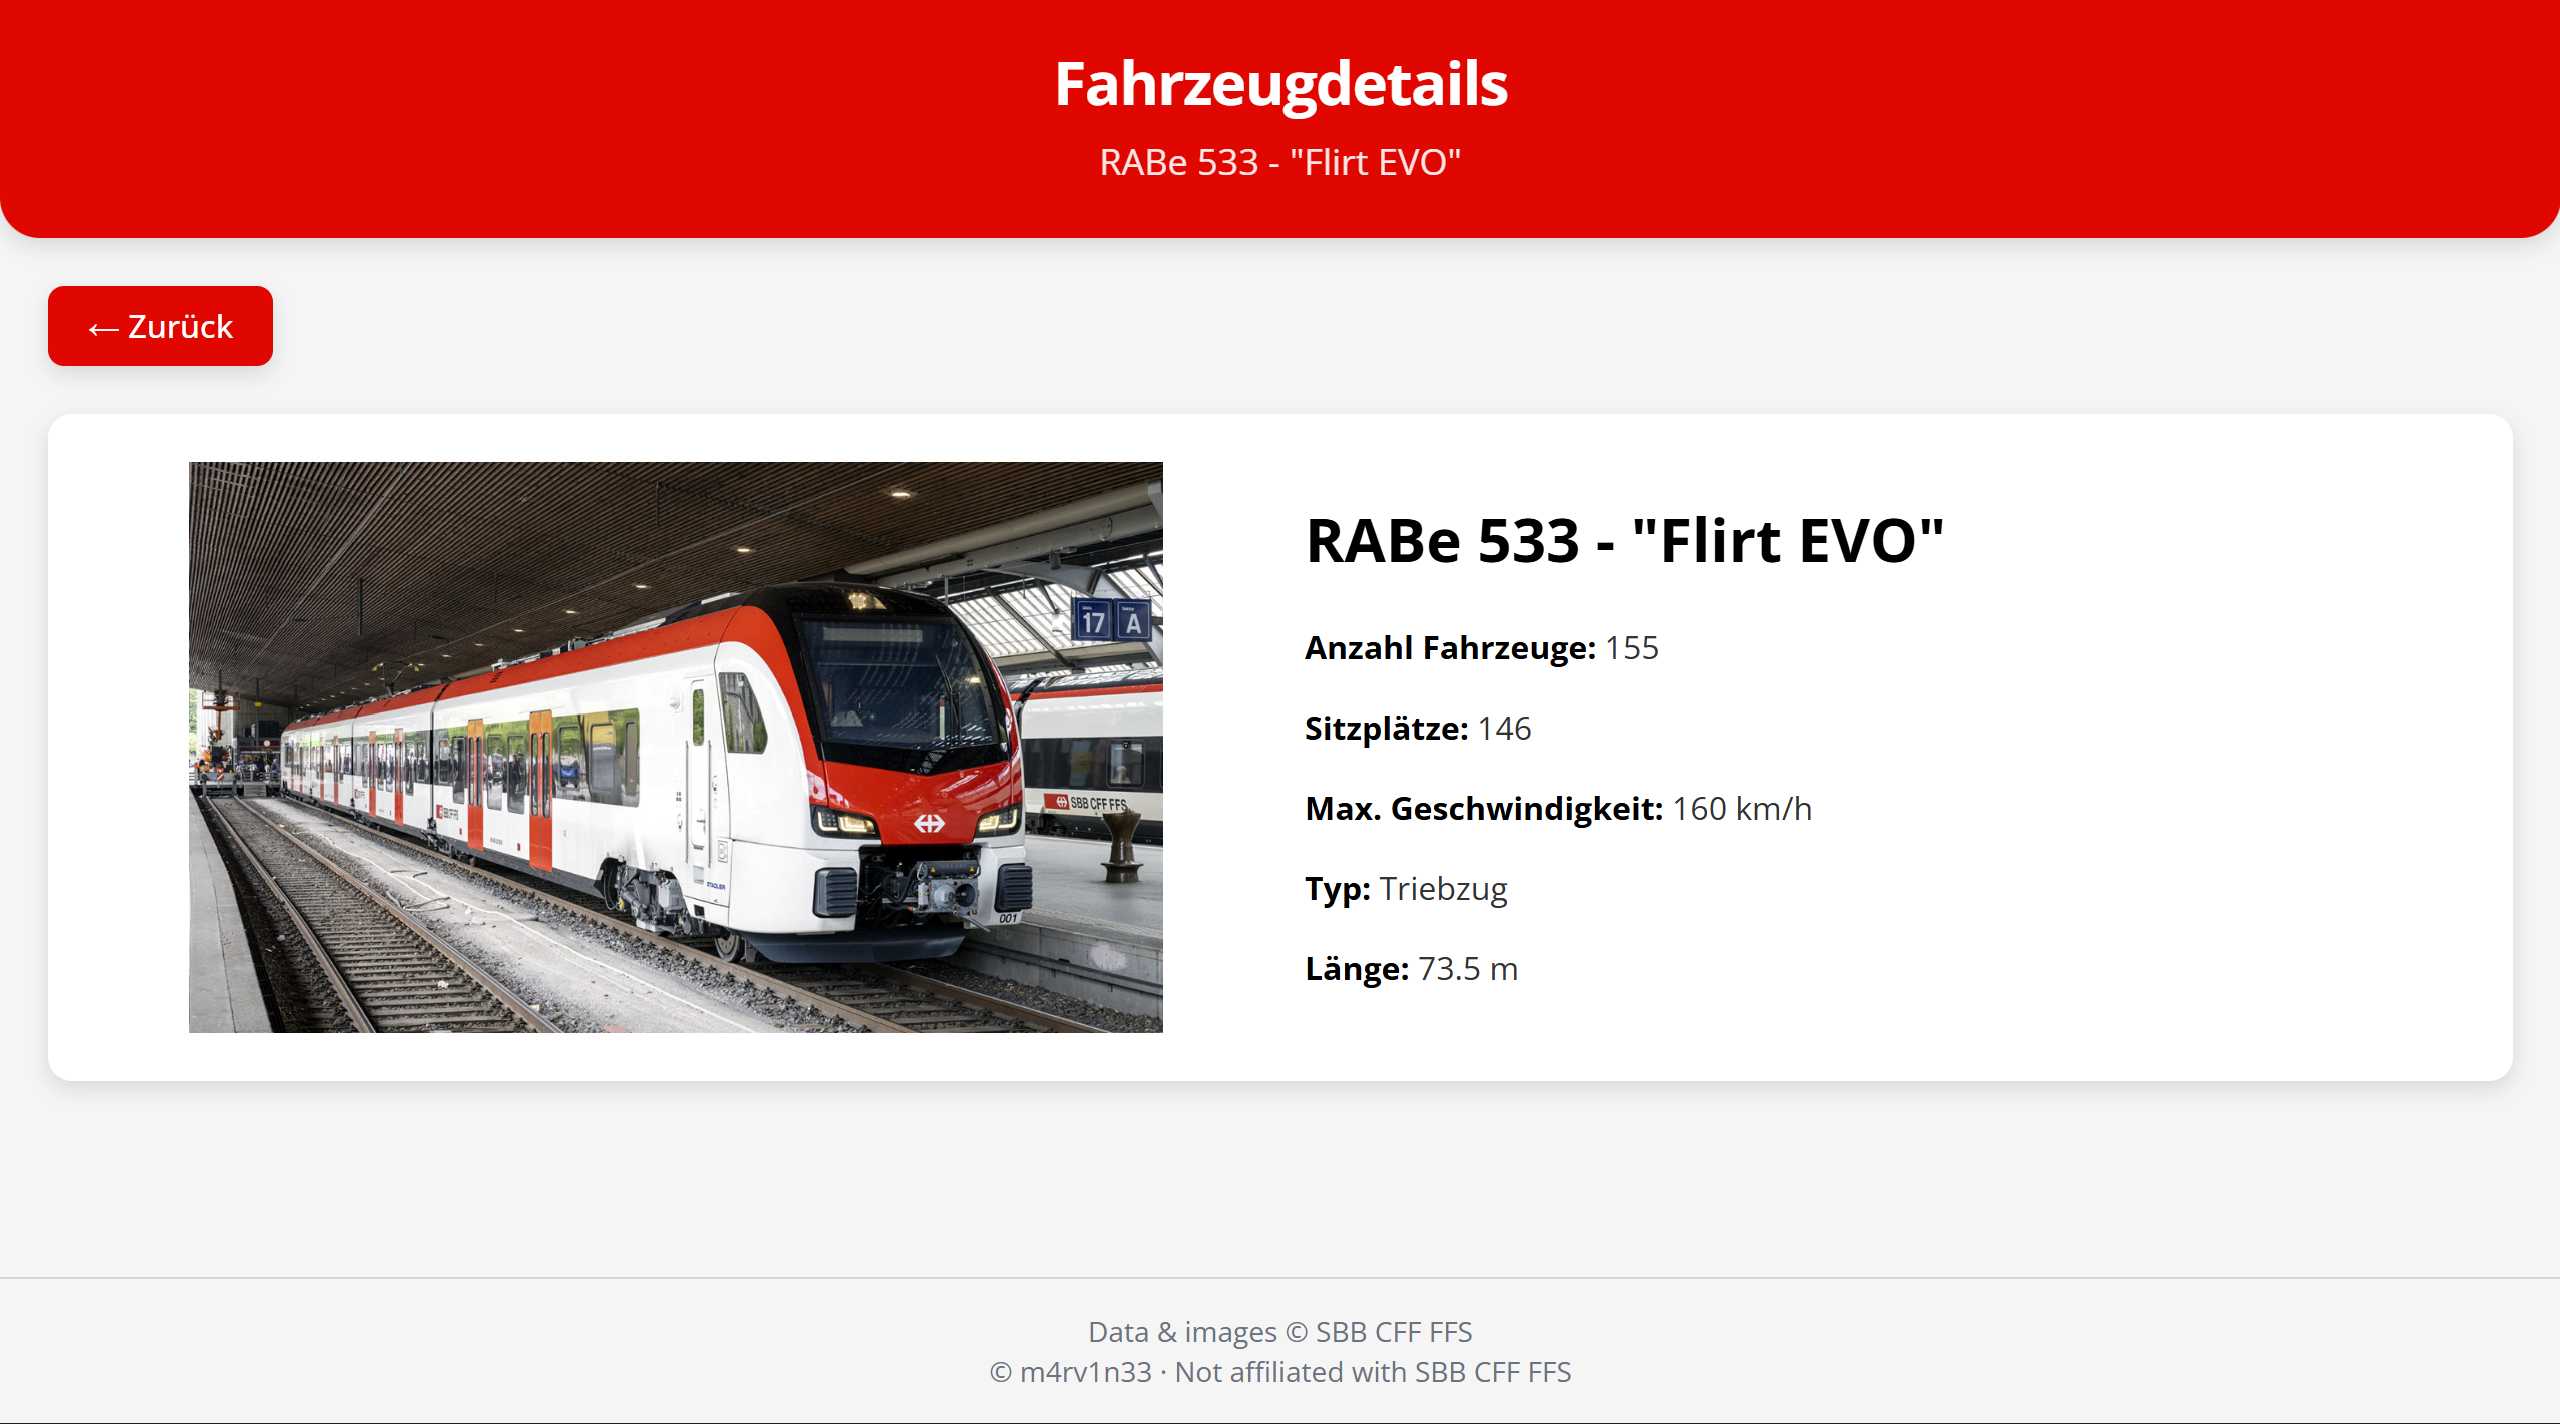 Fahrzeugdetails
RABe 533 - "Flirt EVO"
← Zurück
17 A
SBB CFF FFS
STADLER
001
RABe 533 - "Flirt EVO"
Anzahl Fahrzeuge: 155
Sitzplätze: 146
Max. Geschwindigkeit: 160 km/h
Typ: Triebzug
Länge: 73.5 m
Data & images © SBB CFF FFS
© m4rv1n33 · Not affiliated with SBB CFF FFS